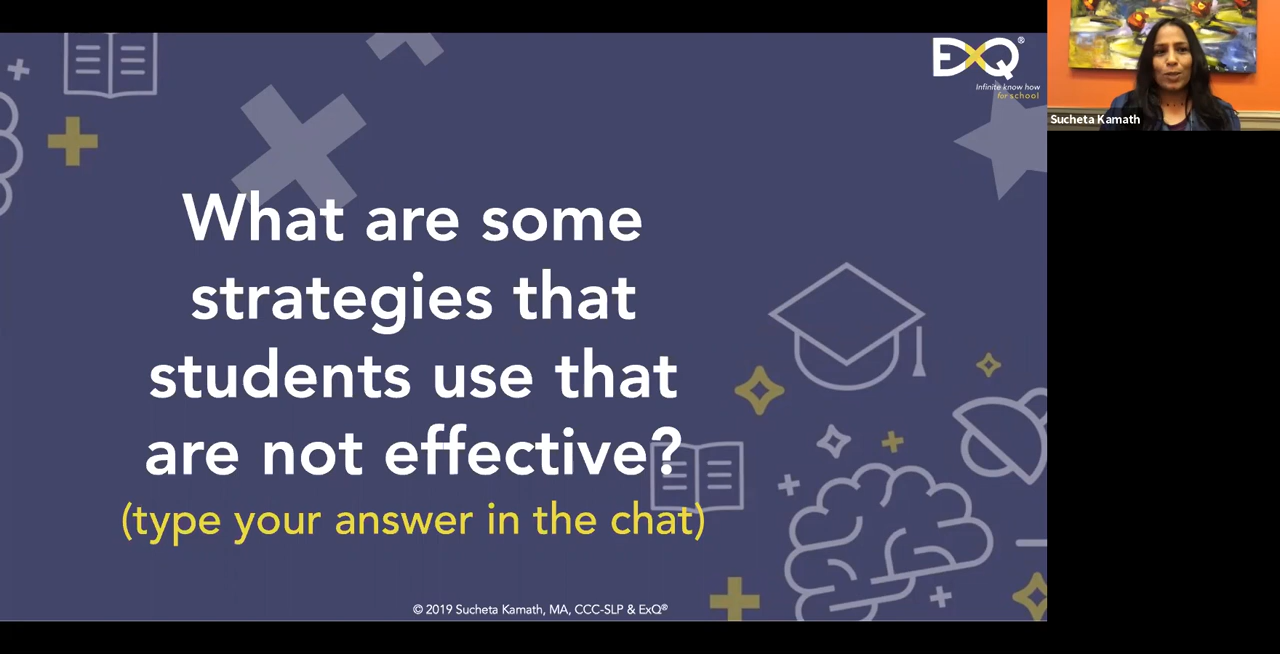 EXQ®
Infinite know how
for school
Sucheta Kamath
What are some
strategies that
students use that
are not effective?
(type your answer in the chat)
© 2019 Sucheta Kamath, MA, CCC-SLP & ExQ®